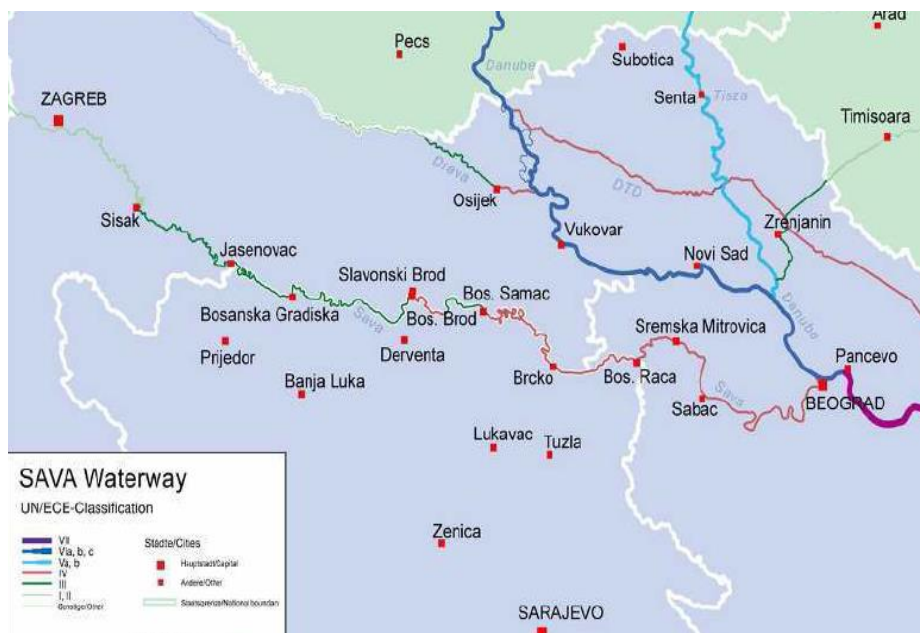 Arad
Pecs
Danube
Subotica
ZAGREB
Senta
Tisza
Timisoara
Drava
DTD
Osijek
Sisak
Zrenjanin
Vukovar
Jasenovac
Novi Sad
Slavonski Brod
Bos. Samac
Danube
Bosanska Gradiska
Sava
Bos. Brod
Sremska Mitrovica
Prijedor
Derventa
Pancevo
Brcko
Bos. Raca
Sava
Banja Luka
BEOGRAD
Sabac
Lukavac
Tuzla
SAVA Waterway
UN/ECE-Classification
VII
VIa, b, c
Va, b
IV
III
I, II
Städte/Cities
Hauptstadt/Capital
Andere/Other
Zenica
SARAJEVO